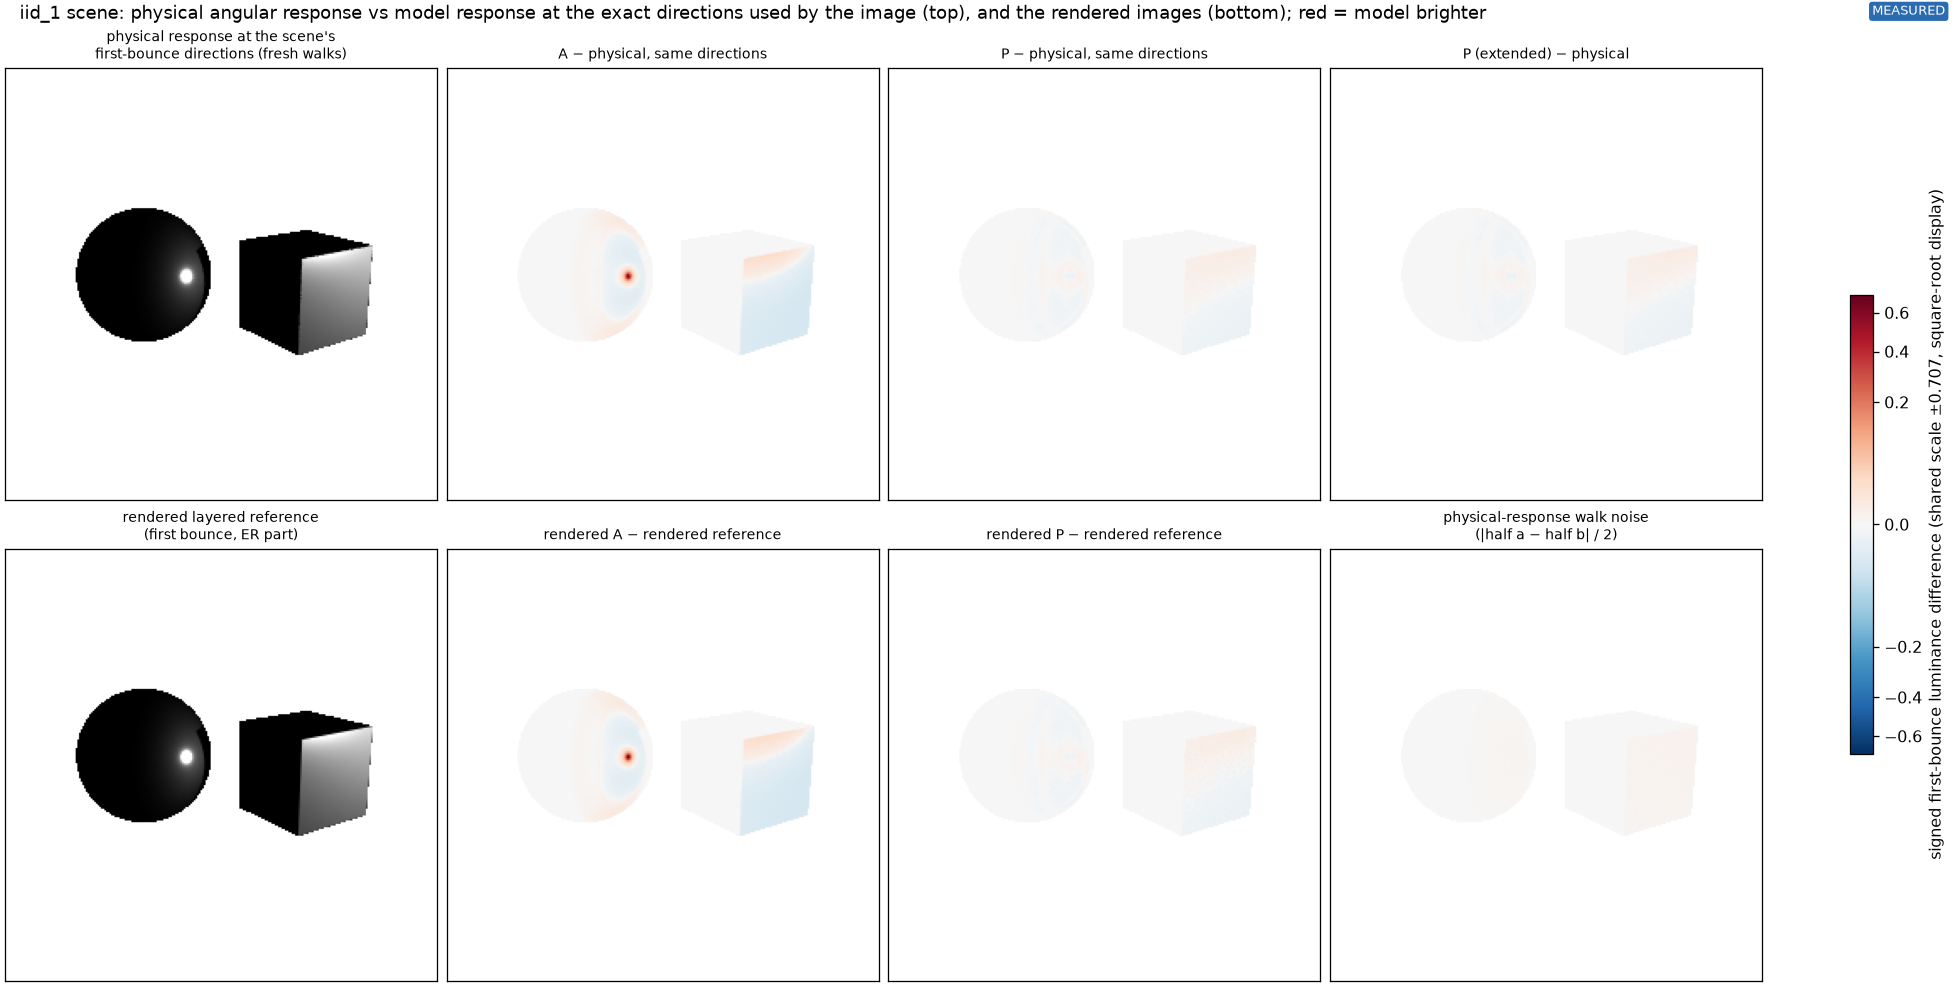 iid_1 scene: physical angular response vs model response at the exact directions used by the image (top), and the rendered images (bottom); red = model brighter
MEASURED
physical response at the scene's
first-bounce directions (fresh walks)
A − physical, same directions
P − physical, same directions
P (extended) − physical
rendered layered reference
(first bounce, ER part)
rendered A − rendered reference
rendered P − rendered reference
physical-response walk noise
(|half a − half b| / 2)
0.6
0.4
0.2
0.0
−0.2
−0.4
−0.6
signed first-bounce luminance difference (shared scale ±0.707, square-root display)